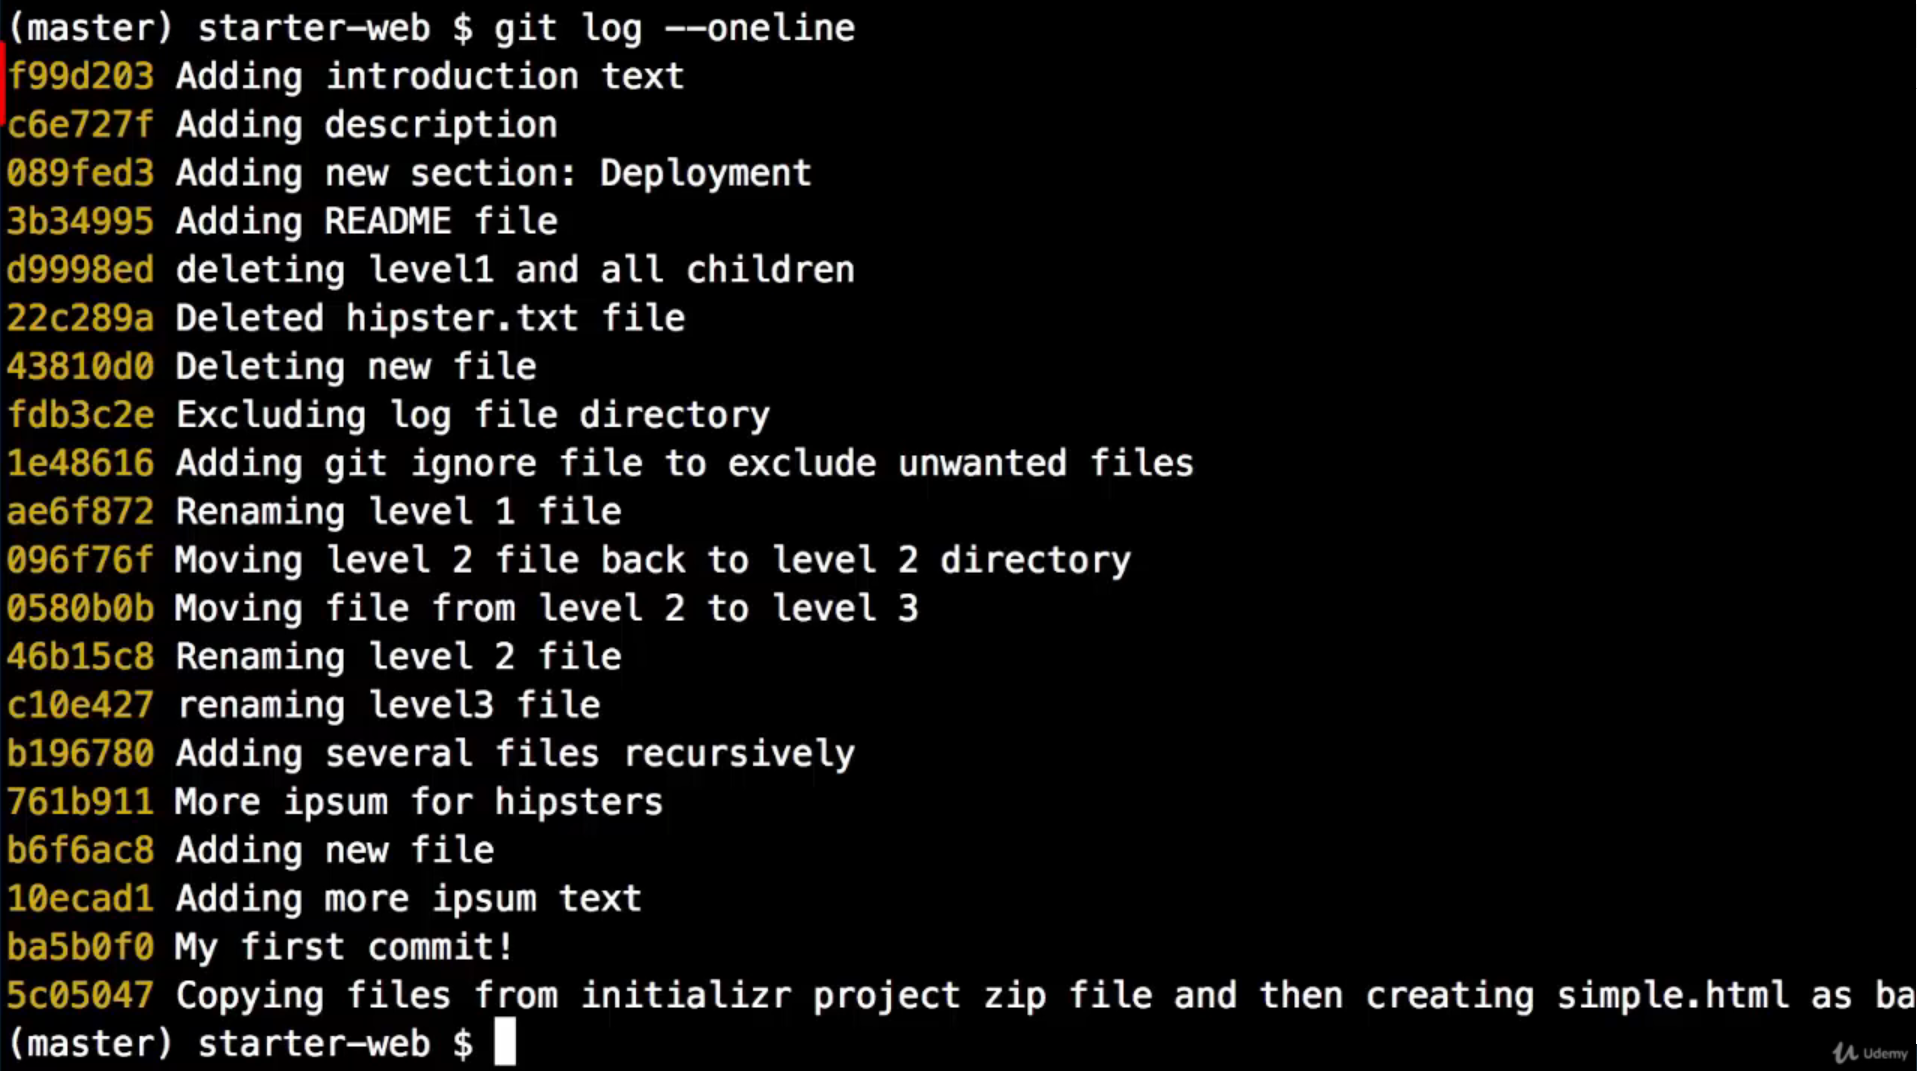 (master) starter-web $ git log --oneline
f99d203 Adding introduction text
c6e727f Adding description
089fed3 Adding new section: Deployment
3b34995 Adding README file
d9998ed deleting level1 and all children
22c289a Deleted hipster.txt file
43810d0 Deleting new file
fdb3c2e Excluding log file directory
1e48616 Adding git ignore file to exclude unwanted files
ae6f872 Renaming level 1 file
096f76f Moving level 2 file back to level 2 directory
0580b0b Moving file from level 2 to level 3
46b15c8 Renaming level 2 file
c10e427 renaming level3 file
b196780 Adding several files recursively
761b911 More ipsum for hipsters
b6f6ac8 Adding new file
10ecad1 Adding more ipsum text
ba5b0f0 My first commit!
5c05047 Copying files from initializr project zip file and then creating simple.html as ba
(master) starter-web $
Udemy